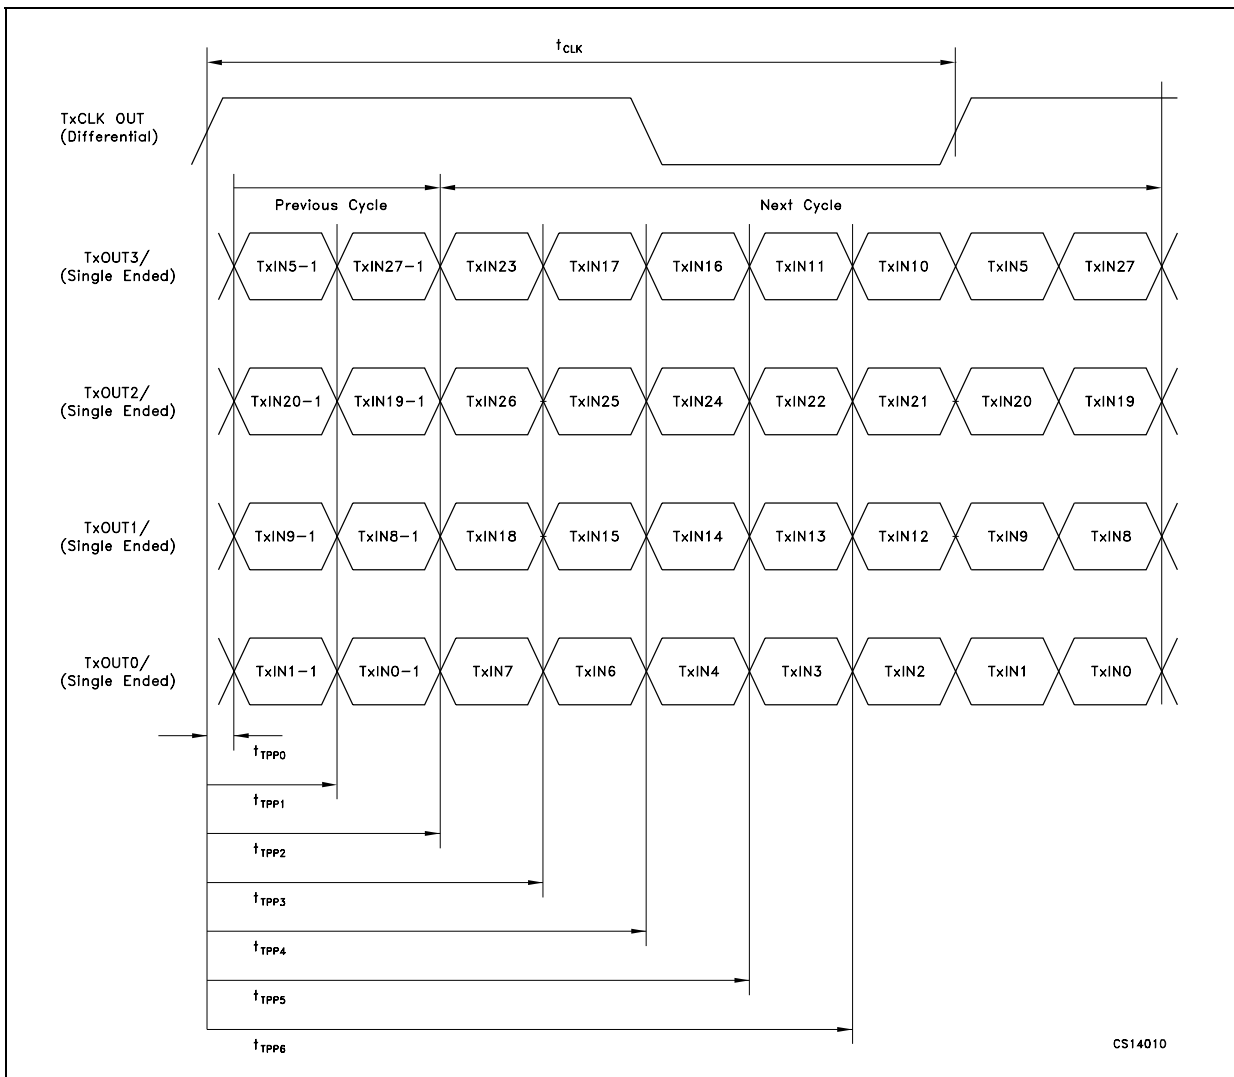 tCLK
TxCLK OUT
(Differential)
Previous Cycle Next Cycle
TxOUT3/
(Single Ended)
TxIN5-1 TxIN27-1 TxIN23 TxIN17 TxIN16 TxIN11 TxIN10 TxIN5 TxIN27
TxOUT2/
(Single Ended)
TxIN20-1 TxIN19-1 TxIN26 TxIN25 TxIN24 TxIN22 TxIN21 TxIN20 TxIN19
TxOUT1/
(Single Ended)
TxIN9-1 TxIN8-1 TxIN18 TxIN15 TxIN14 TxIN13 TxIN12 TxIN9 TxIN8
TxOUT0/
(Single Ended)
TxIN1-1 TxIN0-1 TxIN7 TxIN6 TxIN4 TxIN3 TxIN2 TxIN1 TxIN0
tTPP0
tTPP1
tTPP2
tTPP3
tTPP4
tTPP5
tTPP6
CS14010